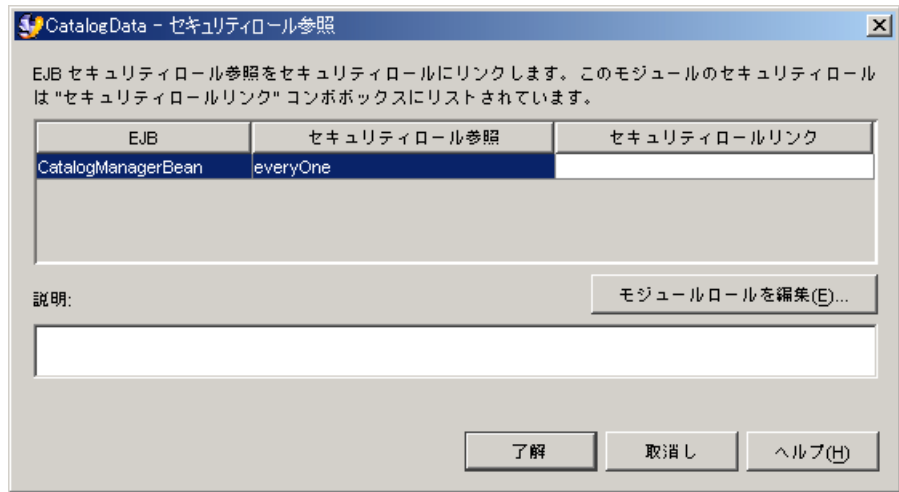 CatalogData - セキュリティロール参照
EJB セキュリティロール参照をセキュリティロールにリンクします。このモジュールのセキュリティロール
は "セキュリティロールリンク" コンボボックスにリストされています。
EJB セキュリティロール参照 セキュリティロールリンク
CatalogManagerBean everyOne
説明: モジュールロールを編集(E)...
了解 取消し ヘルプ(H)